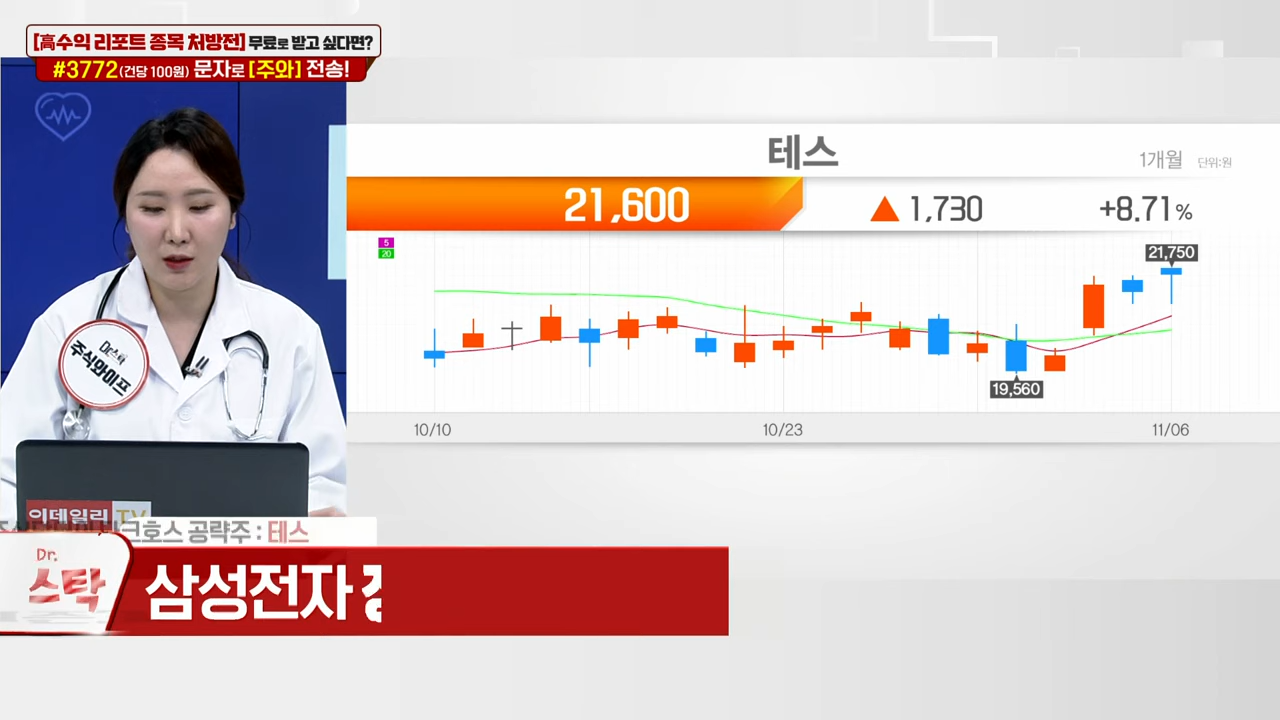 [高수익 리포트 종목 처방전] 무료로 받고 싶다면?
#3772(건당 100원) 문자로 [주와] 전송!
테스
1개월 단위:원
21,600 ▲ 1,730 +8.71%
5
20
21,750
19,560
10/10 10/23 11/06
Dr.스탁
주식와이프
이데일리 TV
크호스 공략주 : 테스
Dr.
스탁
삼성전자